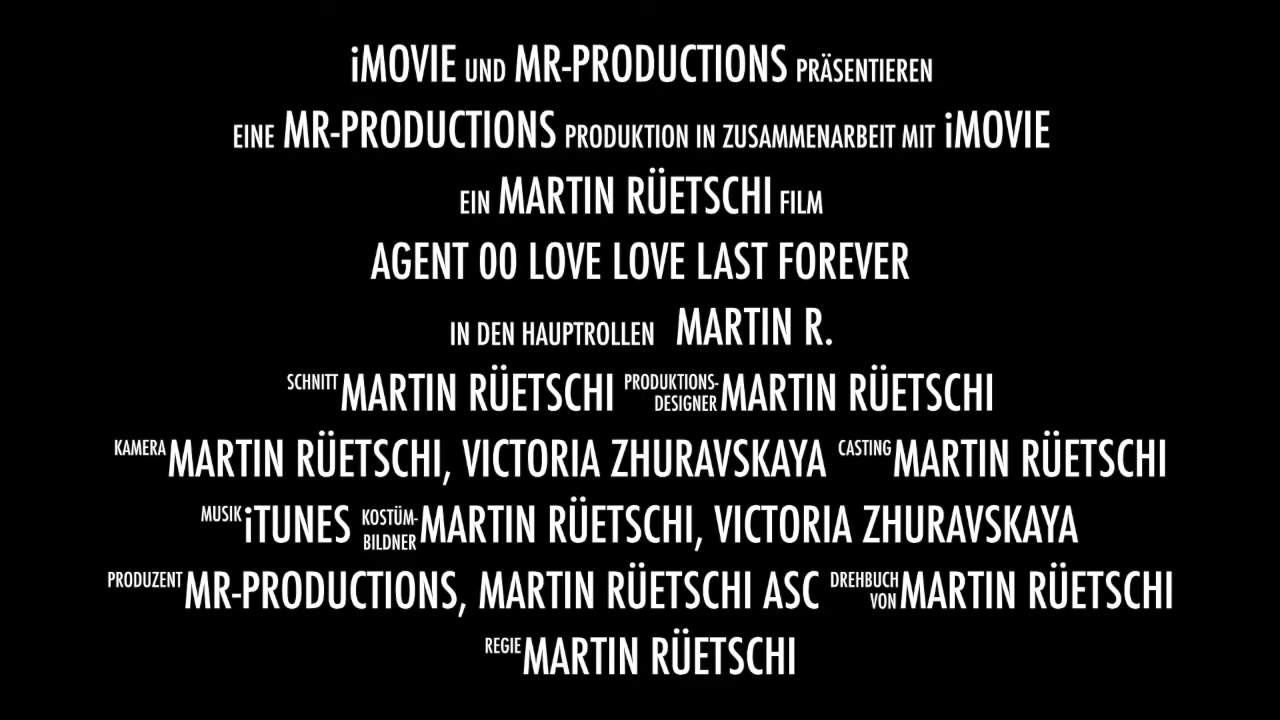 iMOVIE UND MR-PRODUCTIONS PRÄSENTIEREN
EINE MR-PRODUCTIONS PRODUKTION IN ZUSAMMENARBEIT MIT iMOVIE
EIN MARTIN RÜETSCHI FILM
AGENT 00 LOVE LOVE LAST FOREVER
IN DEN HAUPTROLLEN MARTIN R.
SCHNITT MARTIN RÜETSCHI PRODUKTIONS-DESIGNER MARTIN RÜETSCHI
KAMERA MARTIN RÜETSCHI, VICTORIA ZHURAVSKAYA CASTING MARTIN RÜETSCHI
MUSIK iTUNES KOSTÜM-BILDNER MARTIN RÜETSCHI, VICTORIA ZHURAVSKAYA
PRODUZENT MR-PRODUCTIONS, MARTIN RÜETSCHI ASC DREHBUCH VON MARTIN RÜETSCHI
REGIE MARTIN RÜETSCHI